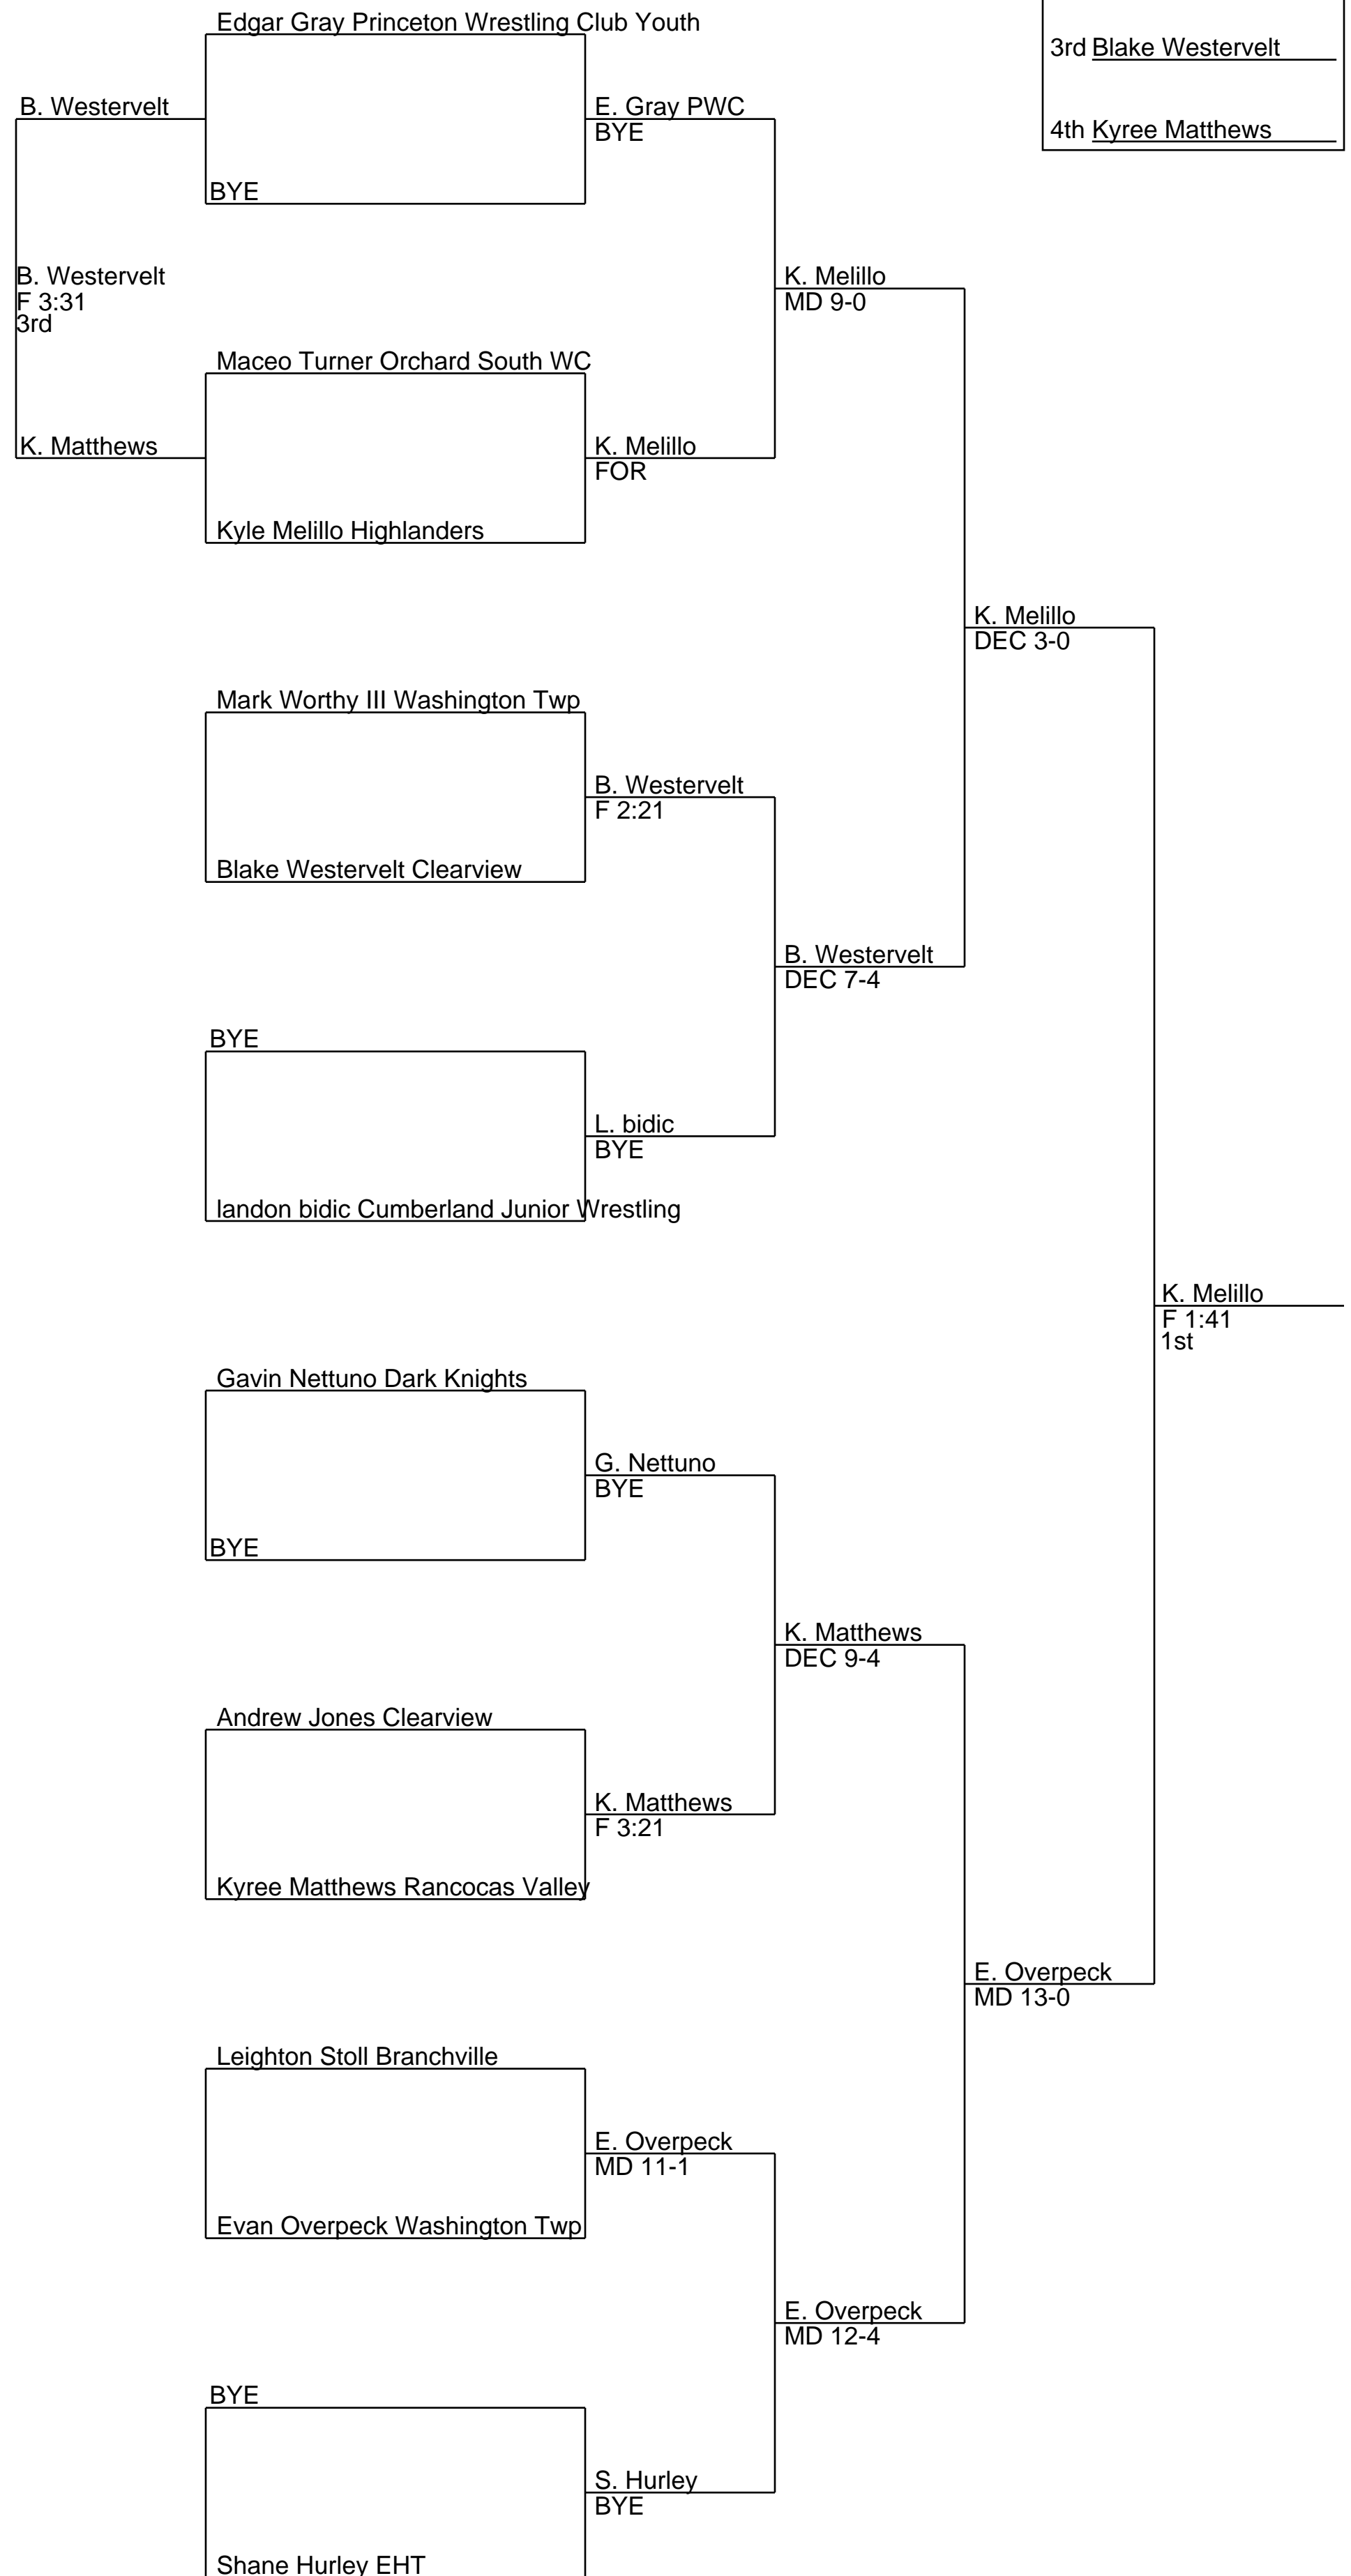 Edgar Gray Princeton Wrestling Club Youth
3rd Blake Westervelt
B. Westervelt
E. Gray PWC
BYE
4th Kyree Matthews
BYE
B. Westervelt
F 3:31
3rd
K. Melillo
MD 9-0
Maceo Turner Orchard South WC
K. Matthews
K. Melillo
FOR
Kyle Melillo Highlanders
K. Melillo
DEC 3-0
Mark Worthy III Washington Twp
B. Westervelt
F 2:21
Blake Westervelt Clearview
B. Westervelt
DEC 7-4
BYE
L. bidic
BYE
landon bidic Cumberland Junior Wrestling
K. Melillo
F 1:41
1st
Gavin Nettuno Dark Knights
G. Nettuno
BYE
BYE
K. Matthews
DEC 9-4
Andrew Jones Clearview
K. Matthews
F 3:21
Kyree Matthews Rancocas Valley
E. Overpeck
MD 13-0
Leighton Stoll Branchville
E. Overpeck
MD 11-1
Evan Overpeck Washington Twp
E. Overpeck
MD 12-4
BYE
S. Hurley
BYE
Shane Hurley EHT